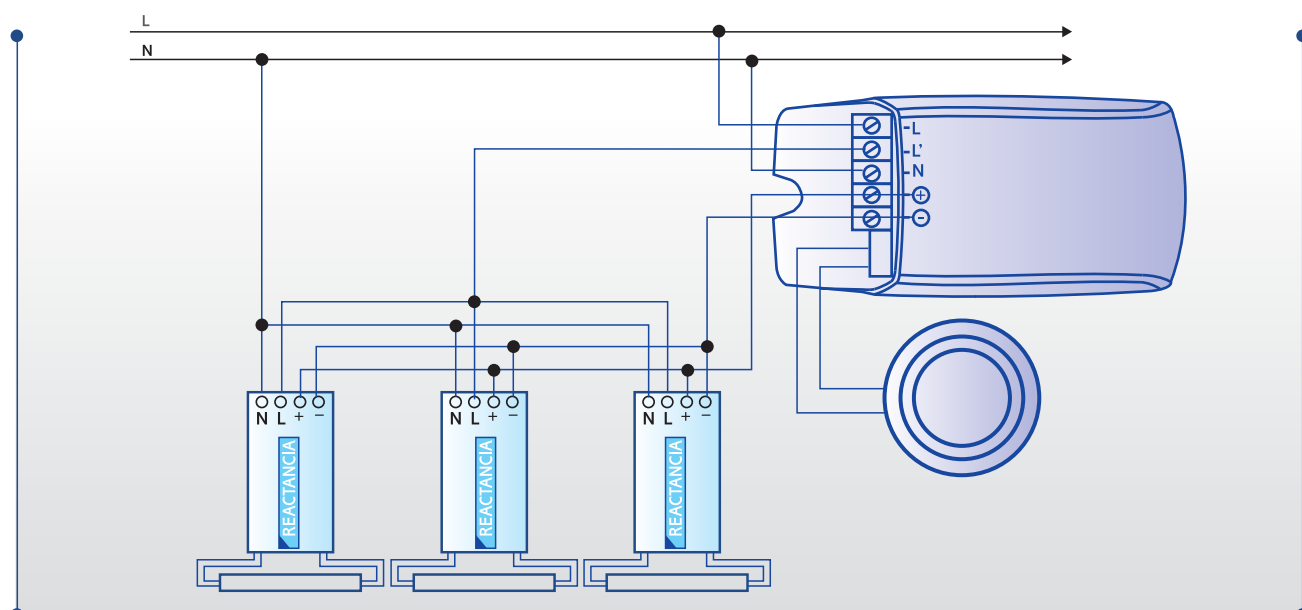 L
N
L
L'
N
+
-
N L + −
N L + −
N L + −
REACTANCIA
REACTANCIA
REACTANCIA